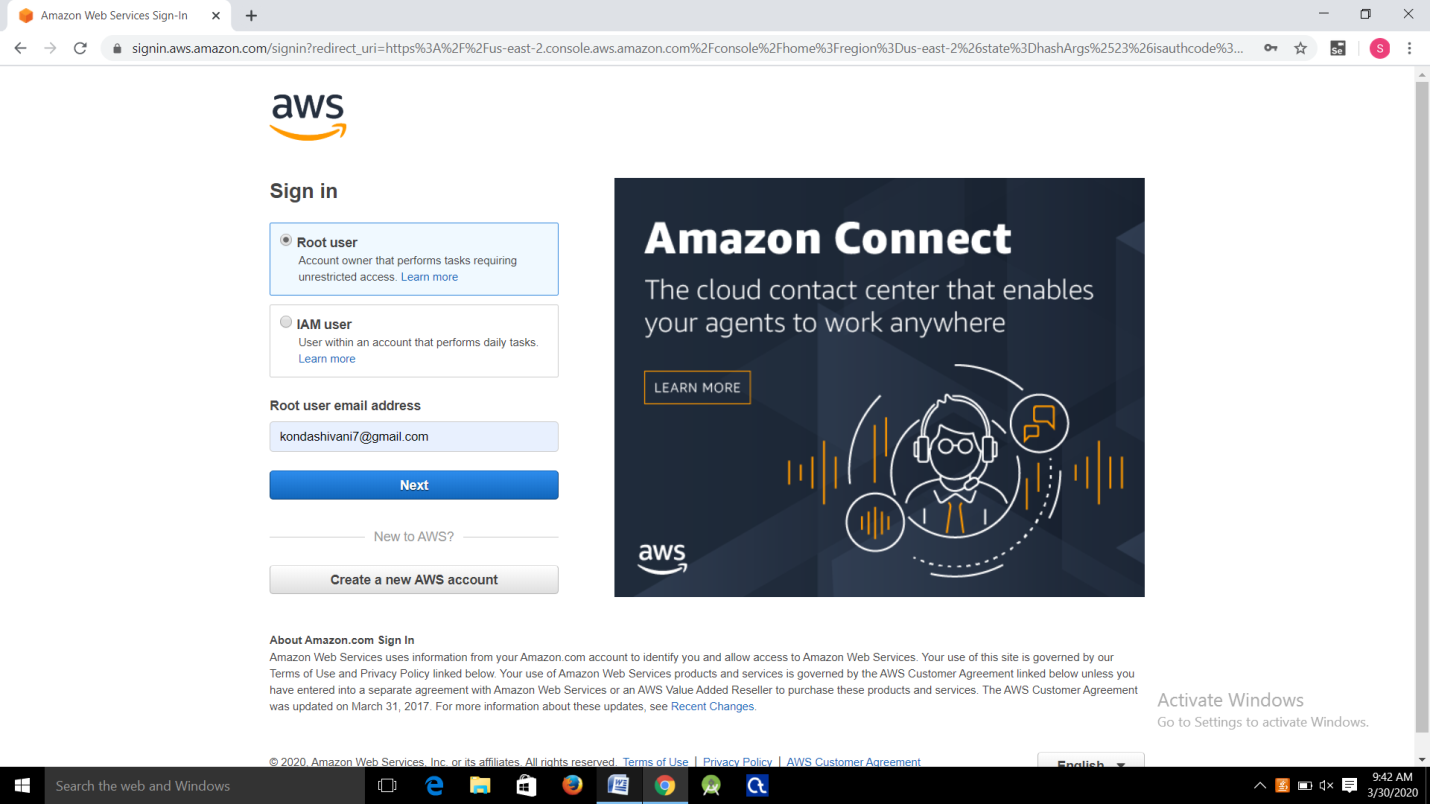 Amazon Web Services Sign-In
signin.aws.amazon.com/signin?redirect_uri=https%3A%2F%2Fus-east-2.console.aws.amazon.com%2Fconsole%2Fhome%3Fregion%3Dus-east-2%26state%3DhashArgs%2523%26isauthcode%3...
Se
S
aws
Sign in
Root user
Account owner that performs tasks requiring
unrestricted access. Learn more
IAM user
User within an account that performs daily tasks.
Learn more
Root user email address
kondashivani7@gmail.com
Next
New to AWS?
Create a new AWS account
Amazon Connect
The cloud contact center that enables
your agents to work anywhere
LEARN MORE
aws
About Amazon.com Sign In
Amazon Web Services uses information from your Amazon.com account to identify you and allow access to Amazon Web Services. Your use of this site is governed by our
Terms of Use and Privacy Policy linked below. Your use of Amazon Web Services products and services is governed by the AWS Customer Agreement linked below unless you
have entered into a separate agreement with Amazon Web Services or an AWS Value Added Reseller to purchase these products and services. The AWS Customer Agreement
was updated on March 31, 2017. For more information about these updates, see Recent Changes.
Activate Windows
Go to Settings to activate Windows.
© 2020, Amazon Web Services, Inc. or its affiliates. All rights reserved. Terms of Use | Privacy Policy | AWS Customer Agreement
English
Search the web and Windows
9:42 AM
3/30/2020